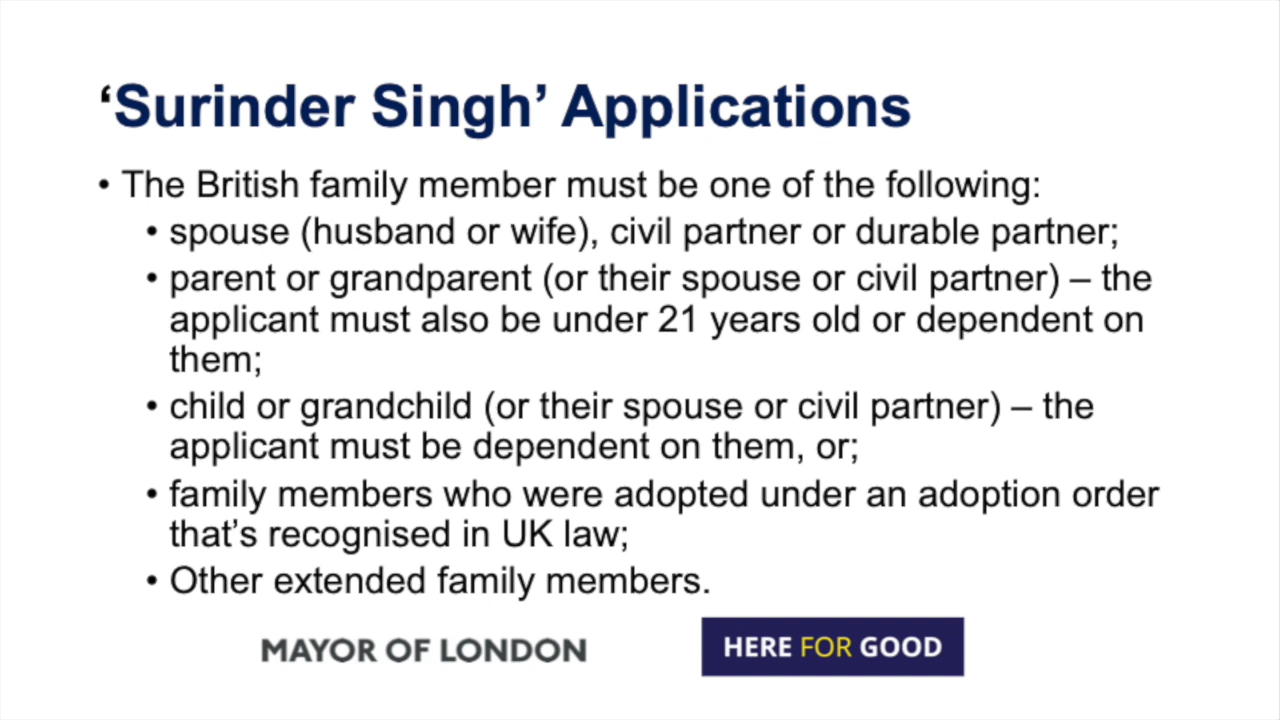 ‘Surinder Singh’ Applications
• The British family member must be one of the following:
• spouse (husband or wife), civil partner or durable partner;
• parent or grandparent (or their spouse or civil partner) – the
applicant must also be under 21 years old or dependent on
them;
• child or grandchild (or their spouse or civil partner) – the
applicant must be dependent on them, or;
• family members who were adopted under an adoption order
that’s recognised in UK law;
• Other extended family members.
MAYOR OF LONDON
HERE FOR GOOD